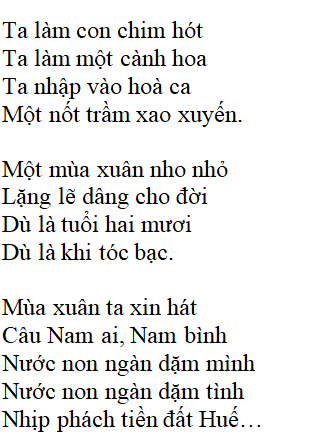 Ta làm con chim hót
Ta làm một cành hoa
Ta nhập vào hoà ca
Một nốt trầm xao xuyến.
Một mùa xuân nho nhỏ
Lặng lẽ dâng cho đời
Dù là tuổi hai mươi
Dù là khi tóc bạc.
Mùa xuân ta xin hát
Câu Nam ai, Nam bình
Nước non ngàn dặm mình
Nước non ngàn dặm tình
Nhịp phách tiền đất Huế…